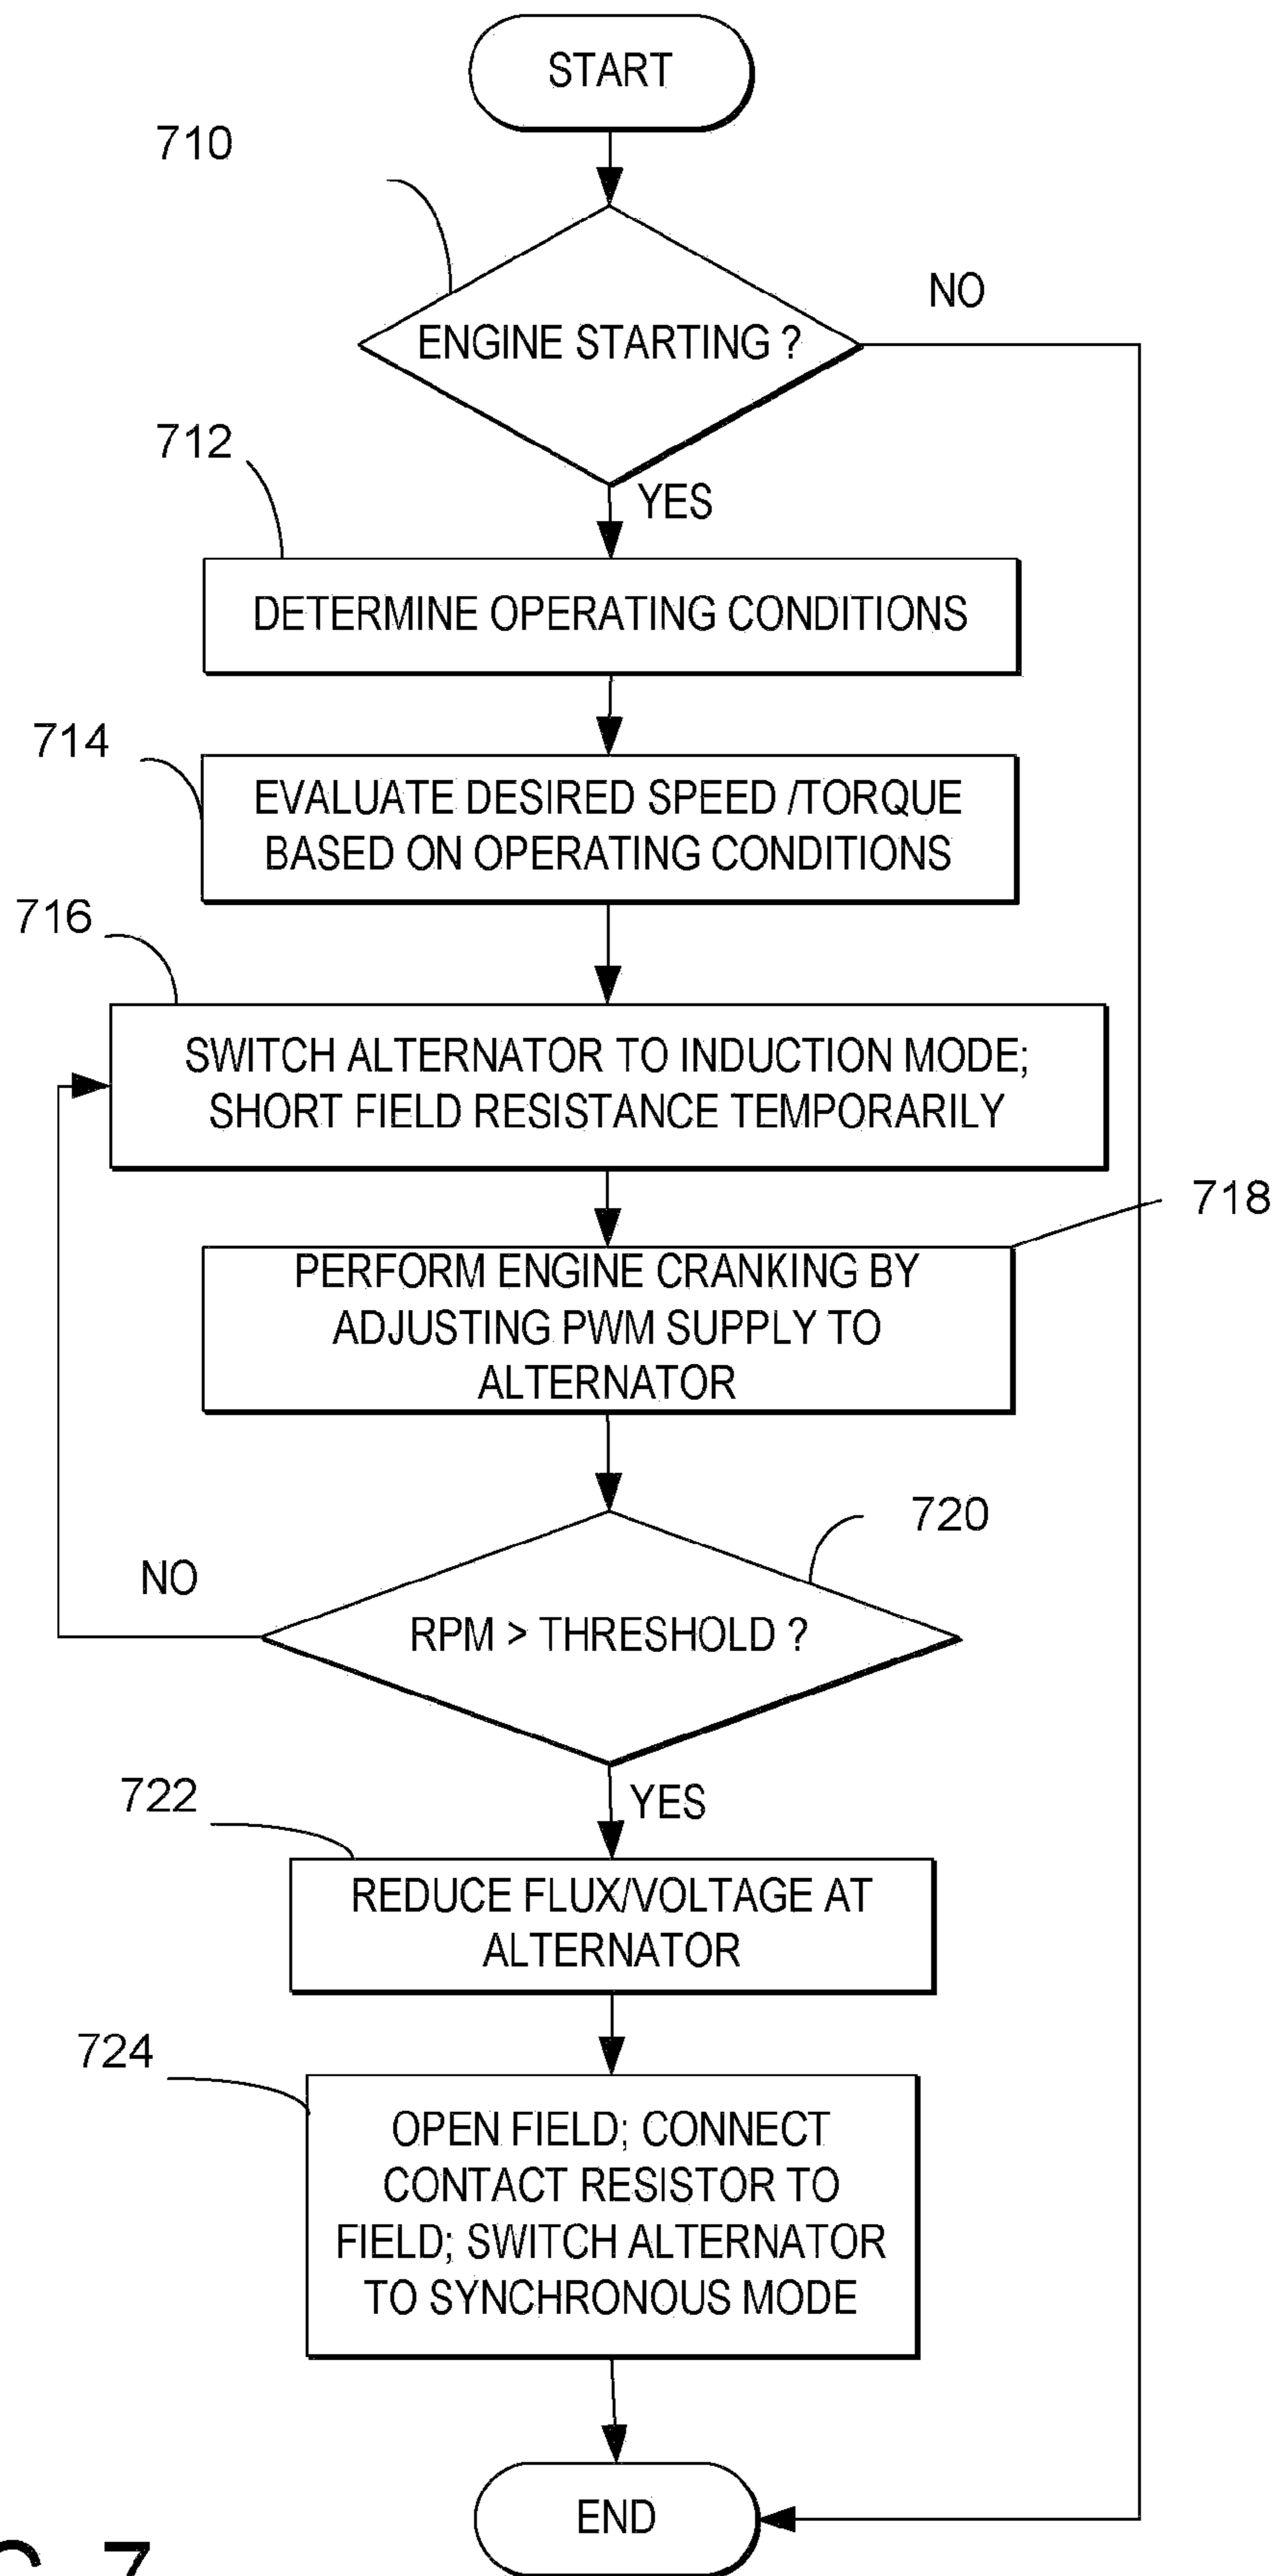 START
710
NO
ENGINE STARTING ?
712
YES
DETERMINE OPERATING CONDITIONS
714
EVALUATE DESIRED SPEED /TORQUE
BASED ON OPERATING CONDITIONS
716
SWITCH ALTERNATOR TO INDUCTION MODE;
SHORT FIELD RESISTANCE TEMPORARILY
718
PERFORM ENGINE CRANKING BY
ADJUSTING PWM SUPPLY TO
ALTERNATOR
720
NO
RPM > THRESHOLD ?
722
YES
REDUCE FLUX/VOLTAGE AT
ALTERNATOR
724
OPEN FIELD; CONNECT
CONTACT RESISTOR TO
FIELD; SWITCH ALTERNATOR
TO SYNCHRONOUS MODE
END